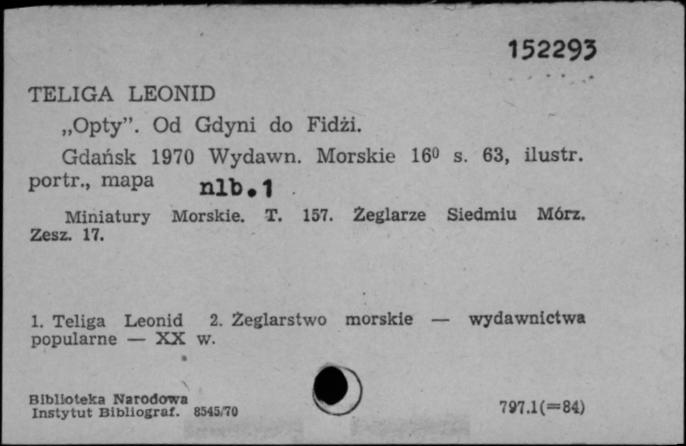 152293
TELIGA LEONID
„Opty”. Od Gdyni do Fidżi.
Gdańsk 1970 Wydawn. Morskie 16⁰ s. 63, ilustr.
portr., mapa nlb.1
Miniatury Morskie. T. 157. Żeglarze Siedmiu Mórz.
Zesz. 17.
1. Teliga Leonid 2. Żeglarstwo morskie — wydawnictwa
popularne — XX w.
Biblioteka Narodowa
Instytut Bibliograf. 8545/70
797.1(=84)